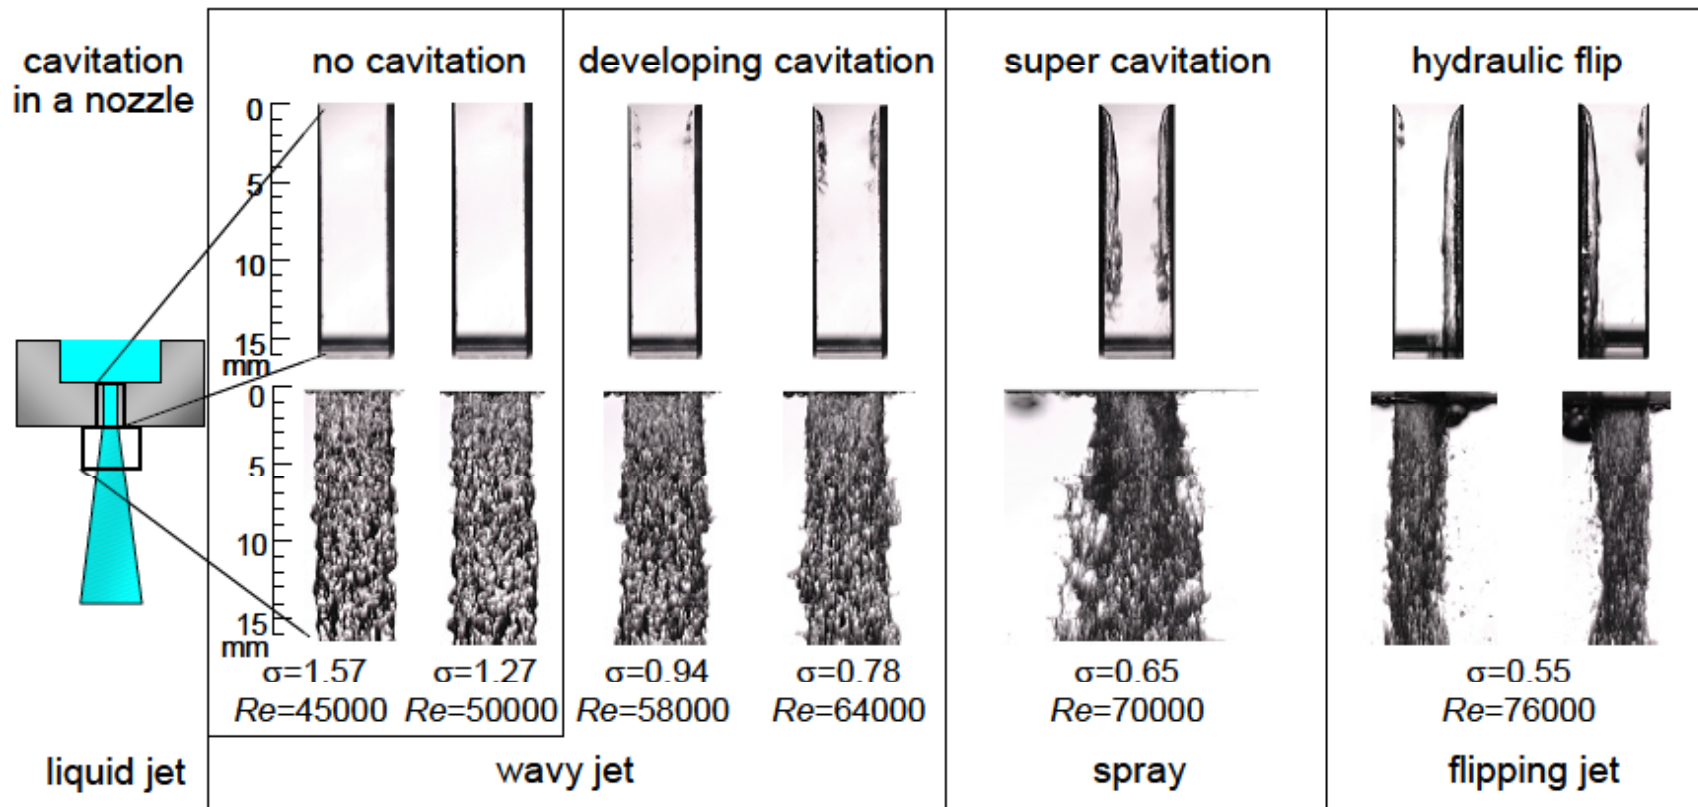 cavitation
in a nozzle
no cavitation
developing cavitation
super cavitation
hydraulic flip
0
5
10
15
mm
0
5
10
15
mm
σ=1.57
σ=1.27
σ=0.94
σ=0.78
σ=0.65
σ=0.55
Re=45000
Re=50000
Re=58000
Re=64000
Re=70000
Re=76000
liquid jet
wavy jet
spray
flipping jet